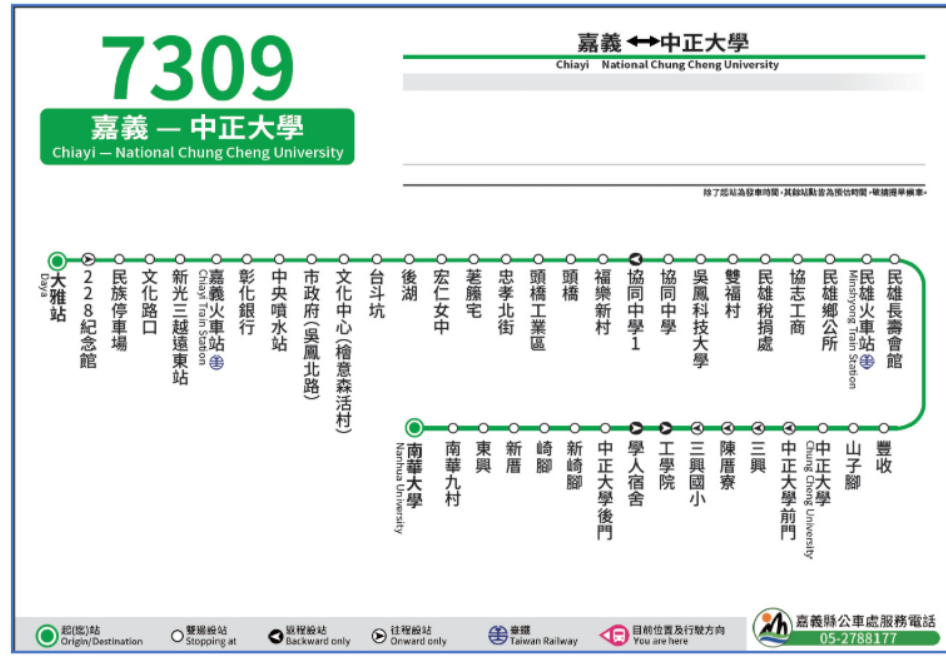 7309
嘉義 — 中正大學
Chiayi — National Chung Cheng University
嘉義 ↔ 中正大學
Chiayi National Chung Cheng University
除了起站為發車時間，其餘站點皆為預估時間，敬請提早候車。
大雅站
Daya
228紀念館
民族停車場
文化路口
新光三越遠東站
嘉義火車站
Chiayi Train Station
彰化銀行
中央噴水站
市政府(吳鳳北路)
文化中心(檜意森活村)
台斗坑
後湖
宏仁女中
荖籐宅
忠孝北街
頭橋工業區
頭橋
福樂新村
協同中學1
協同中學
吳鳳科技大學
雙福村
民雄稅捐處
協志工商
民雄鄉公所
民雄火車站
Minshyong Train Station
民雄長壽會館
豐收
山子腳
中正大學
Chung Cheng University
中正大學前門
三興
陳厝寮
三興國小
工學院
學人宿舍
中正大學後門
新崎腳
崎腳
新厝
東興
南華九村
南華大學
Nanhua University
起(迄)站
Origin/Destination
雙邊設站
Stopping at
返程設站
Backward only
往程設站
Onward only
臺鐵
Taiwan Railway
目前位置及行駛方向
You are here
嘉義縣公車處服務電話
05-2788177